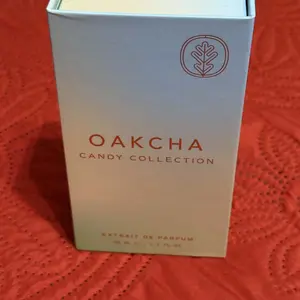 OAKCHA
CANDY COLLECTION
EXTRAIT DE PARFUM